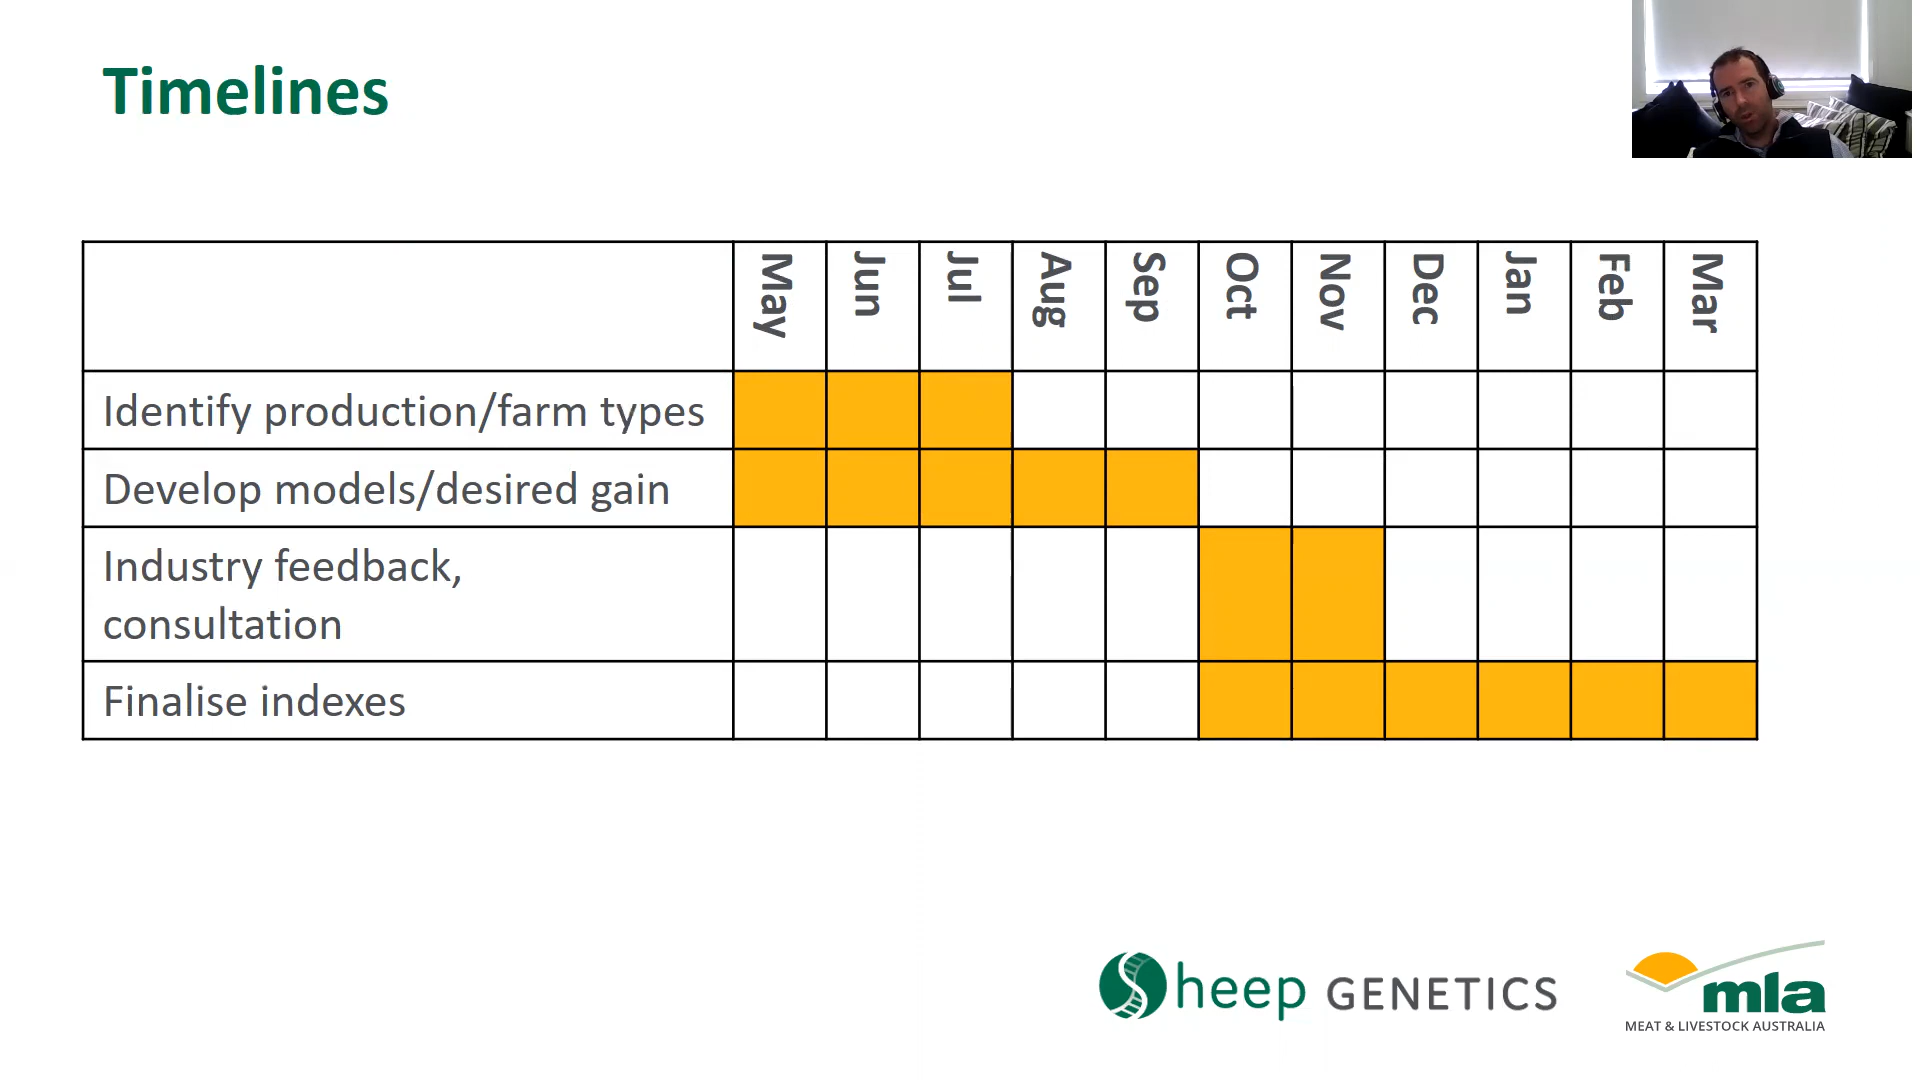 Timelines
May Jun Jul Aug Sep Oct Nov Dec Jan Feb Mar
Identify production/farm types
Develop models/desired gain
Industry feedback,
consultation
Finalise indexes
Sheep GENETICS
mla
MEAT & LIVESTOCK AUSTRALIA